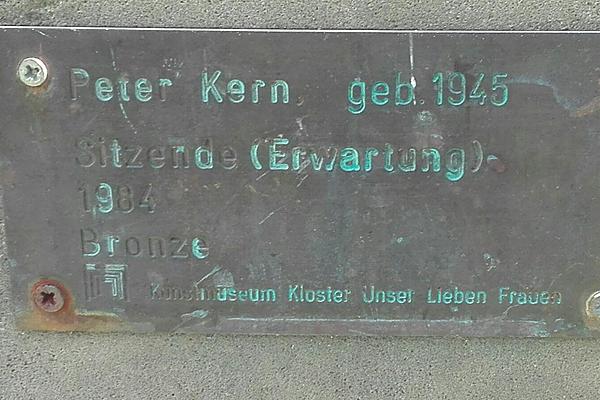 Peter Kern, geb. 1945
Sitzende (Erwartung)
1984
Bronze
Kunstmuseum Kloster Unser Lieben Frauen